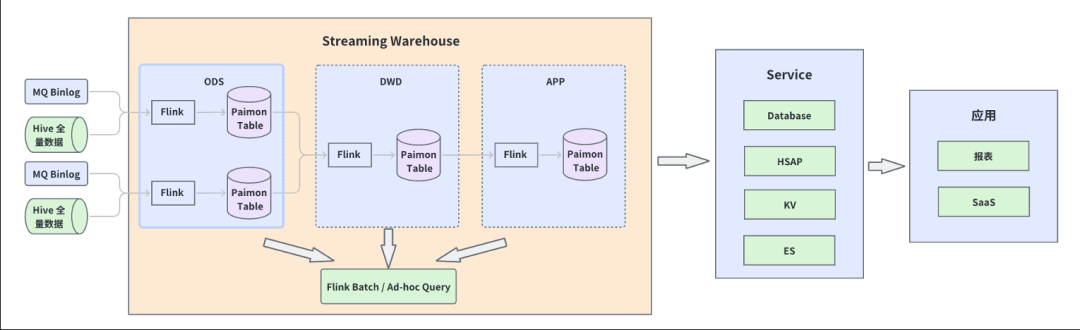 Streaming Warehouse
MQ Binlog
Hive 全
量数据
MQ Binlog
Hive 全
量数据
ODS
Flink
Paimon
Table
Flink
Paimon
Table
DWD
Flink
Paimon
Table
APP
Flink
Paimon
Table
Flink Batch / Ad-hoc Query
Service
Database
HSAP
KV
ES
应用
报表
SaaS